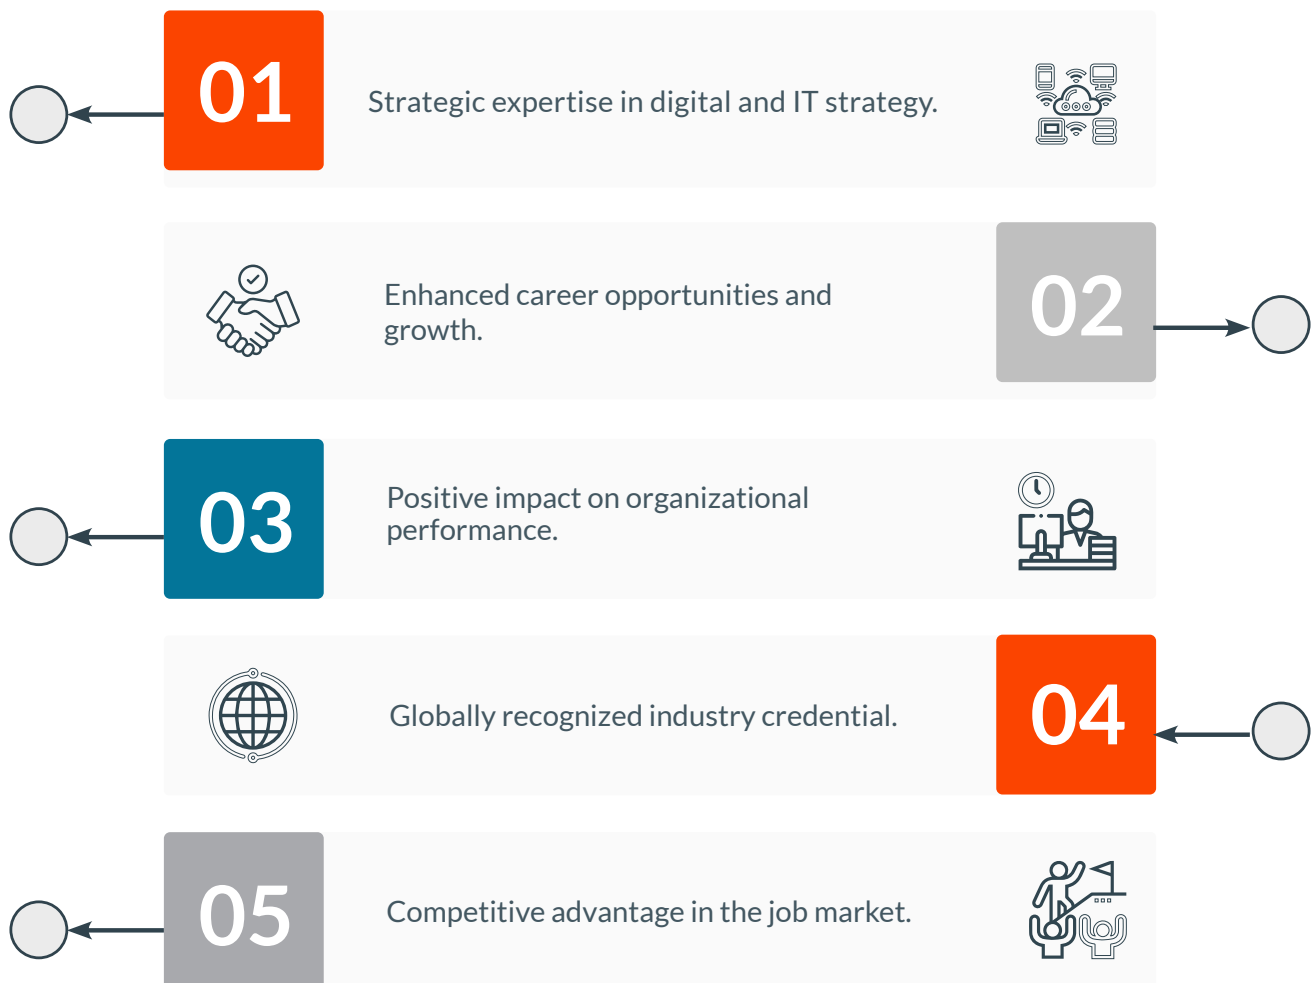 01
Strategic expertise in digital and IT strategy.
Enhanced career opportunities and
growth.
02
03
Positive impact on organizational
performance.
Globally recognized industry credential.
04
05
Competitive advantage in the job market.